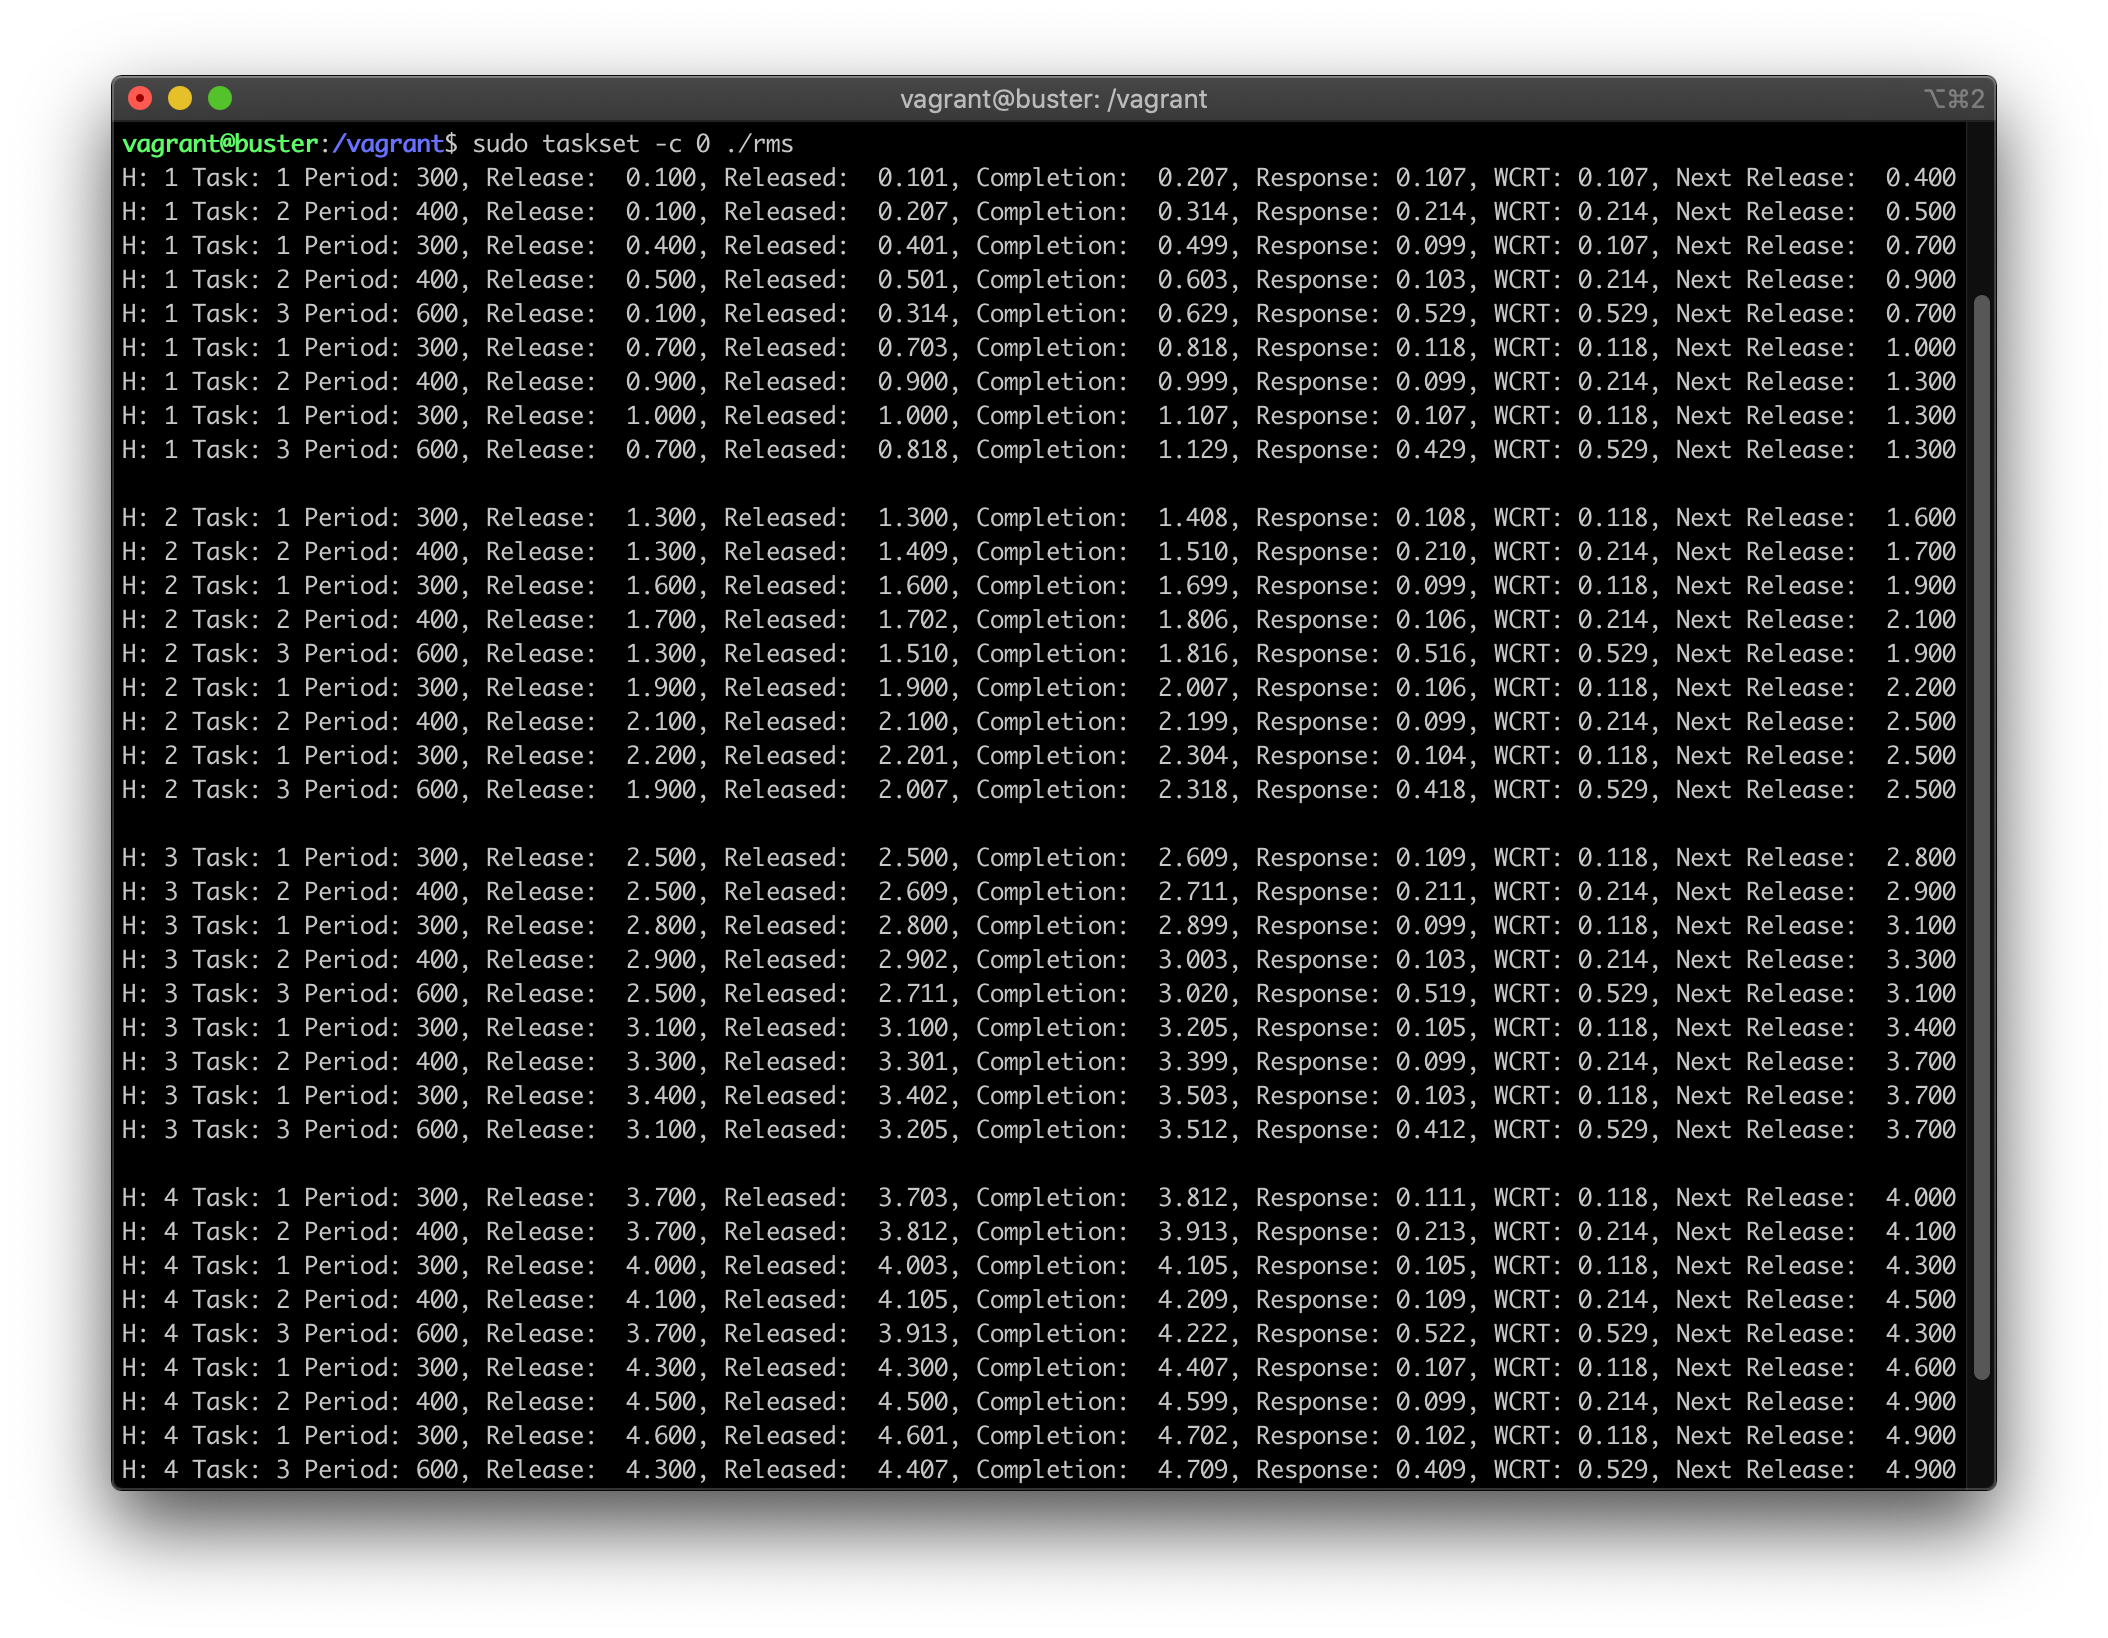 vagrant@buster: /vagrant
⌥⌘2
vagrant@buster:/vagrant$ sudo taskset -c 0 ./rms
H: 1 Task: 1 Period: 300, Release:  0.100, Released:  0.101, Completion:  0.207, Response: 0.107, WCRT: 0.107, Next Release:  0.400
H: 1 Task: 2 Period: 400, Release:  0.100, Released:  0.207, Completion:  0.314, Response: 0.214, WCRT: 0.214, Next Release:  0.500
H: 1 Task: 1 Period: 300, Release:  0.400, Released:  0.401, Completion:  0.499, Response: 0.099, WCRT: 0.107, Next Release:  0.700
H: 1 Task: 2 Period: 400, Release:  0.500, Released:  0.501, Completion:  0.603, Response: 0.103, WCRT: 0.214, Next Release:  0.900
H: 1 Task: 3 Period: 600, Release:  0.100, Released:  0.314, Completion:  0.629, Response: 0.529, WCRT: 0.529, Next Release:  0.700
H: 1 Task: 1 Period: 300, Release:  0.700, Released:  0.703, Completion:  0.818, Response: 0.118, WCRT: 0.118, Next Release:  1.000
H: 1 Task: 2 Period: 400, Release:  0.900, Released:  0.900, Completion:  0.999, Response: 0.099, WCRT: 0.214, Next Release:  1.300
H: 1 Task: 1 Period: 300, Release:  1.000, Released:  1.000, Completion:  1.107, Response: 0.107, WCRT: 0.118, Next Release:  1.300
H: 1 Task: 3 Period: 600, Release:  0.700, Released:  0.818, Completion:  1.129, Response: 0.429, WCRT: 0.529, Next Release:  1.300
H: 2 Task: 1 Period: 300, Release:  1.300, Released:  1.300, Completion:  1.408, Response: 0.108, WCRT: 0.118, Next Release:  1.600
H: 2 Task: 2 Period: 400, Release:  1.300, Released:  1.409, Completion:  1.510, Response: 0.210, WCRT: 0.214, Next Release:  1.700
H: 2 Task: 1 Period: 300, Release:  1.600, Released:  1.600, Completion:  1.699, Response: 0.099, WCRT: 0.118, Next Release:  1.900
H: 2 Task: 2 Period: 400, Release:  1.700, Released:  1.702, Completion:  1.806, Response: 0.106, WCRT: 0.214, Next Release:  2.100
H: 2 Task: 3 Period: 600, Release:  1.300, Released:  1.510, Completion:  1.816, Response: 0.516, WCRT: 0.529, Next Release:  1.900
H: 2 Task: 1 Period: 300, Release:  1.900, Released:  1.900, Completion:  2.007, Response: 0.106, WCRT: 0.118, Next Release:  2.200
H: 2 Task: 2 Period: 400, Release:  2.100, Released:  2.100, Completion:  2.199, Response: 0.099, WCRT: 0.214, Next Release:  2.500
H: 2 Task: 1 Period: 300, Release:  2.200, Released:  2.201, Completion:  2.304, Response: 0.104, WCRT: 0.118, Next Release:  2.500
H: 2 Task: 3 Period: 600, Release:  1.900, Released:  2.007, Completion:  2.318, Response: 0.418, WCRT: 0.529, Next Release:  2.500
H: 3 Task: 1 Period: 300, Release:  2.500, Released:  2.500, Completion:  2.609, Response: 0.109, WCRT: 0.118, Next Release:  2.800
H: 3 Task: 2 Period: 400, Release:  2.500, Released:  2.609, Completion:  2.711, Response: 0.211, WCRT: 0.214, Next Release:  2.900
H: 3 Task: 1 Period: 300, Release:  2.800, Released:  2.800, Completion:  2.899, Response: 0.099, WCRT: 0.118, Next Release:  3.100
H: 3 Task: 2 Period: 400, Release:  2.900, Released:  2.902, Completion:  3.003, Response: 0.103, WCRT: 0.214, Next Release:  3.300
H: 3 Task: 3 Period: 600, Release:  2.500, Released:  2.711, Completion:  3.020, Response: 0.519, WCRT: 0.529, Next Release:  3.100
H: 3 Task: 1 Period: 300, Release:  3.100, Released:  3.100, Completion:  3.205, Response: 0.105, WCRT: 0.118, Next Release:  3.400
H: 3 Task: 2 Period: 400, Release:  3.300, Released:  3.301, Completion:  3.399, Response: 0.099, WCRT: 0.214, Next Release:  3.700
H: 3 Task: 1 Period: 300, Release:  3.400, Released:  3.402, Completion:  3.503, Response: 0.103, WCRT: 0.118, Next Release:  3.700
H: 3 Task: 3 Period: 600, Release:  3.100, Released:  3.205, Completion:  3.512, Response: 0.412, WCRT: 0.529, Next Release:  3.700
H: 4 Task: 1 Period: 300, Release:  3.700, Released:  3.703, Completion:  3.812, Response: 0.111, WCRT: 0.118, Next Release:  4.000
H: 4 Task: 2 Period: 400, Release:  3.700, Released:  3.812, Completion:  3.913, Response: 0.213, WCRT: 0.214, Next Release:  4.100
H: 4 Task: 1 Period: 300, Release:  4.000, Released:  4.003, Completion:  4.105, Response: 0.105, WCRT: 0.118, Next Release:  4.300
H: 4 Task: 2 Period: 400, Release:  4.100, Released:  4.105, Completion:  4.209, Response: 0.109, WCRT: 0.214, Next Release:  4.500
H: 4 Task: 3 Period: 600, Release:  3.700, Released:  3.913, Completion:  4.222, Response: 0.522, WCRT: 0.529, Next Release:  4.300
H: 4 Task: 1 Period: 300, Release:  4.300, Released:  4.300, Completion:  4.407, Response: 0.107, WCRT: 0.118, Next Release:  4.600
H: 4 Task: 2 Period: 400, Release:  4.500, Released:  4.500, Completion:  4.599, Response: 0.099, WCRT: 0.214, Next Release:  4.900
H: 4 Task: 1 Period: 300, Release:  4.600, Released:  4.601, Completion:  4.702, Response: 0.102, WCRT: 0.118, Next Release:  4.900
H: 4 Task: 3 Period: 600, Release:  4.300, Released:  4.407, Completion:  4.709, Response: 0.409, WCRT: 0.529, Next Release:  4.900